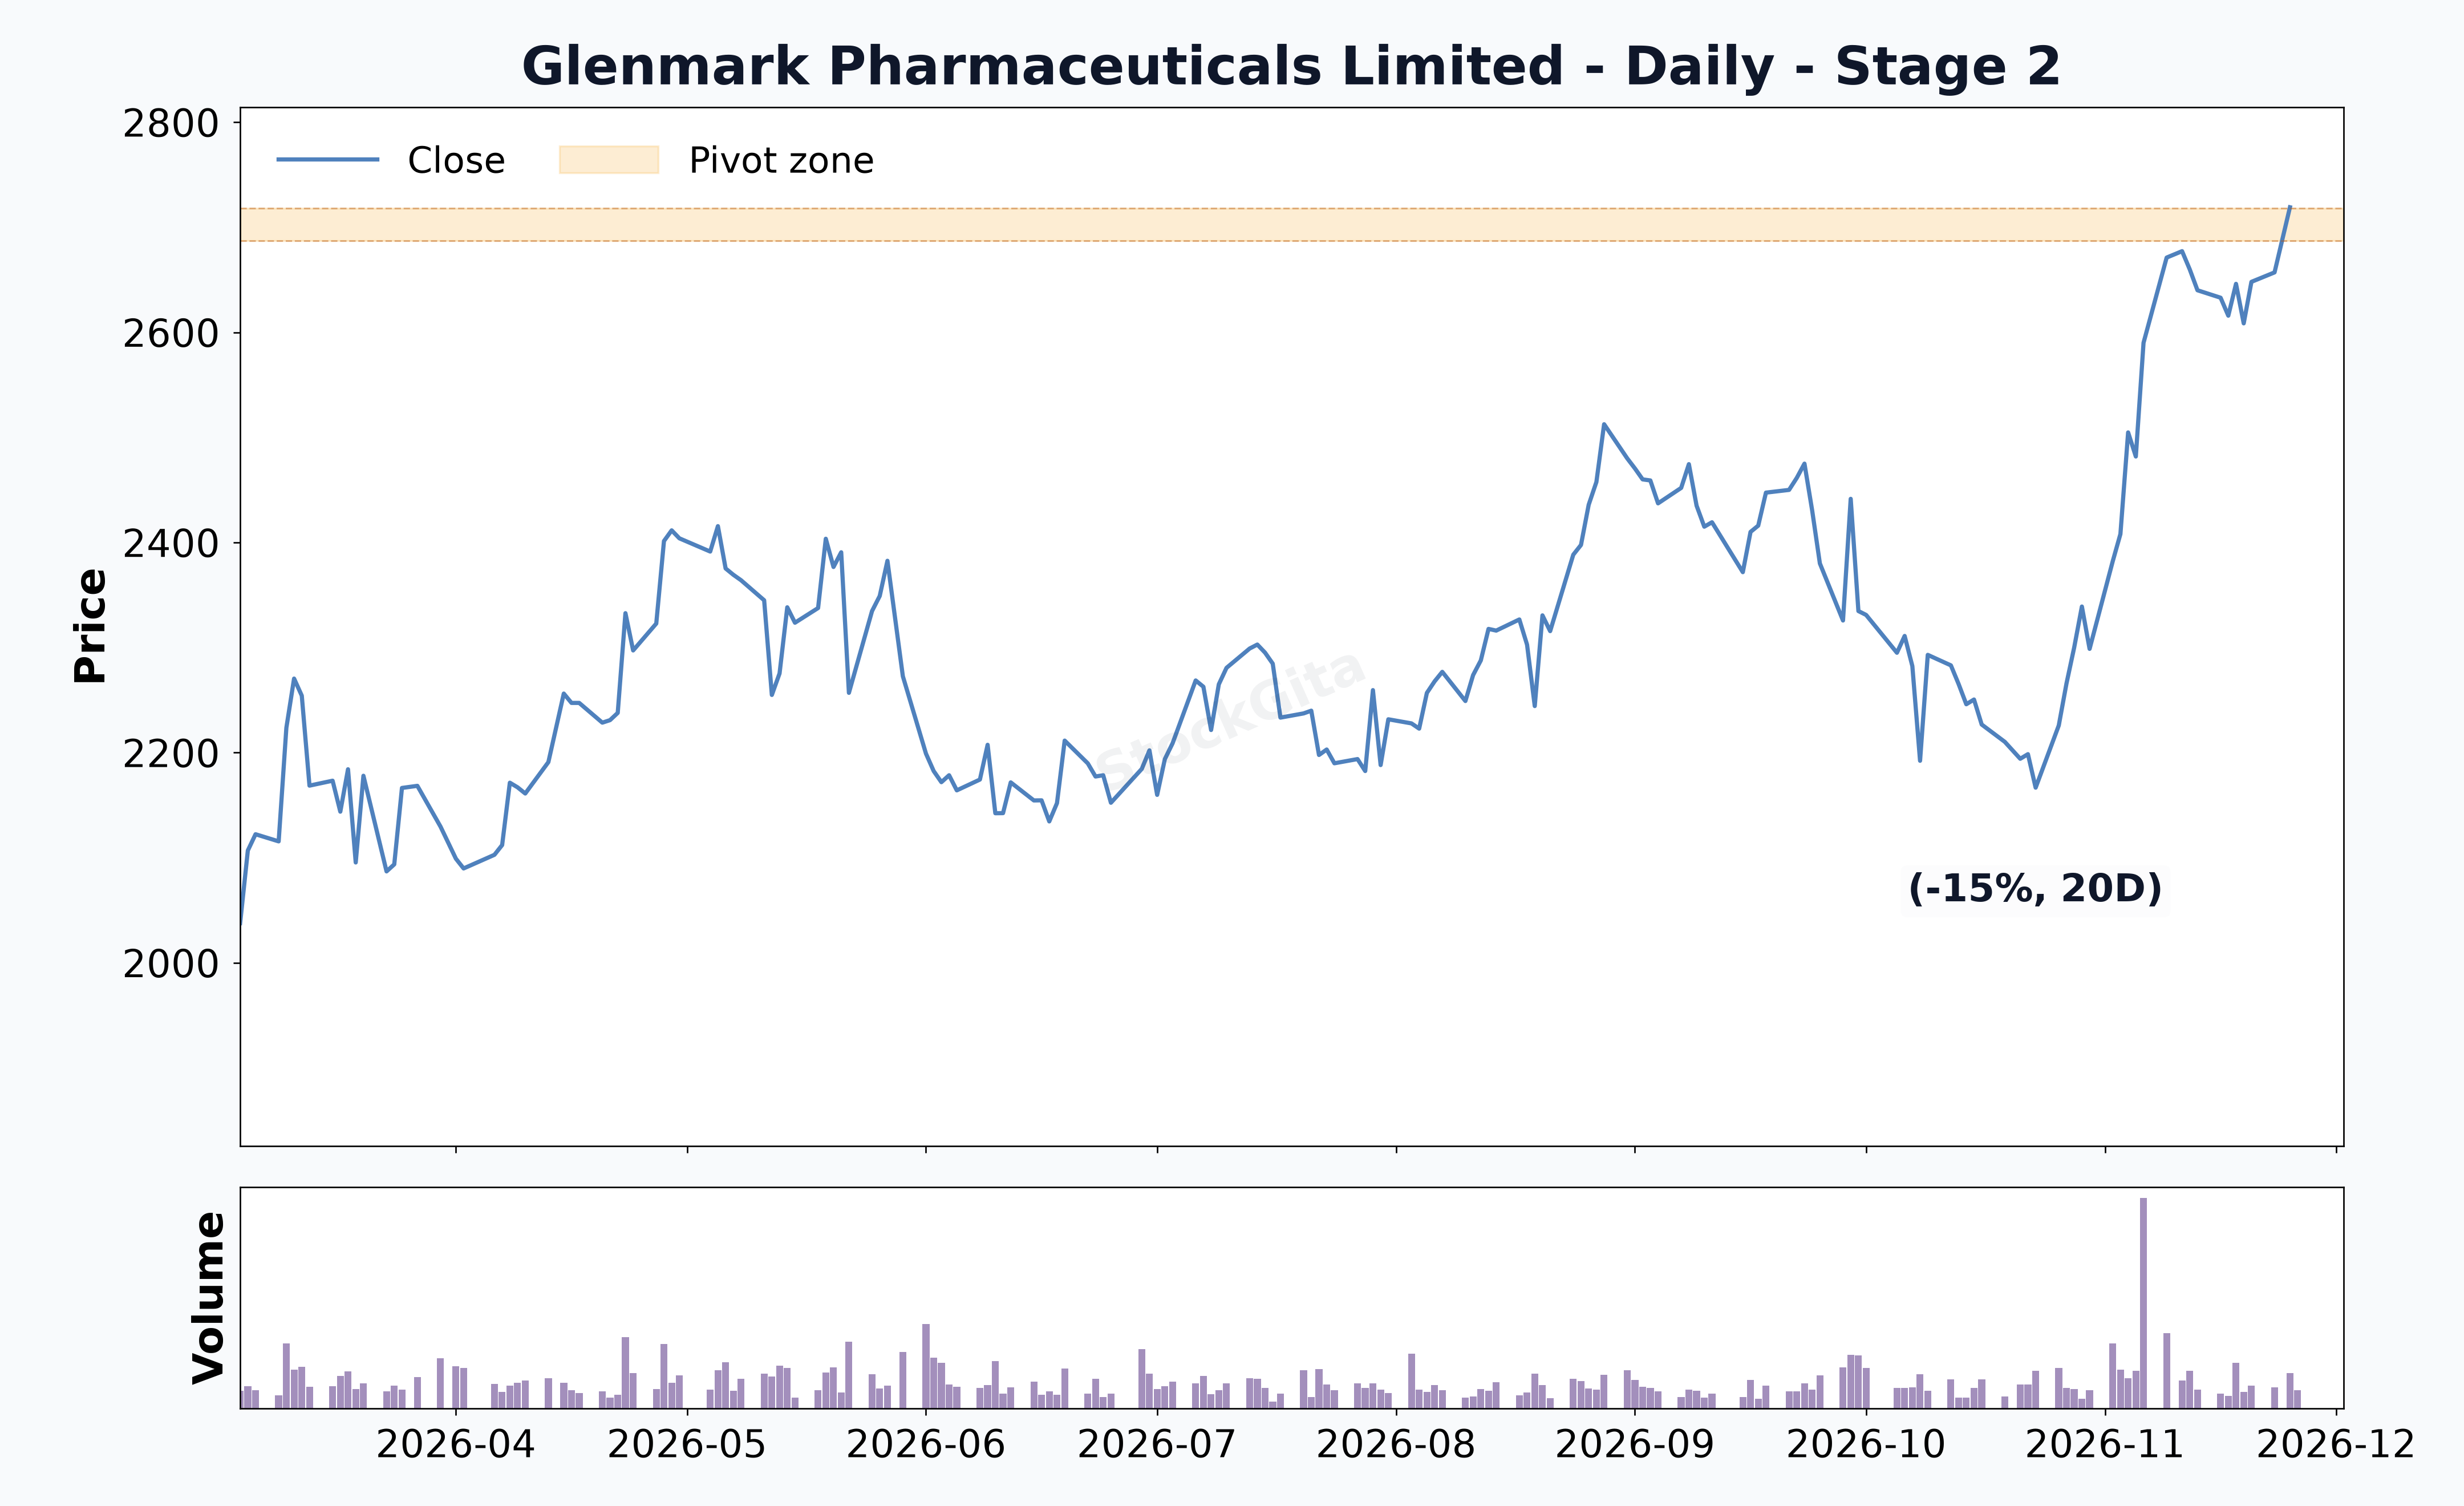 Glenmark Pharmaceuticals Limited - Daily - Stage 2
Close
Pivot zone
Price
2800
2600
2400
2200
2000
StockGita
(-15%, 20D)
Volume
2026-04
2026-05
2026-06
2026-07
2026-08
2026-09
2026-10
2026-11
2026-12